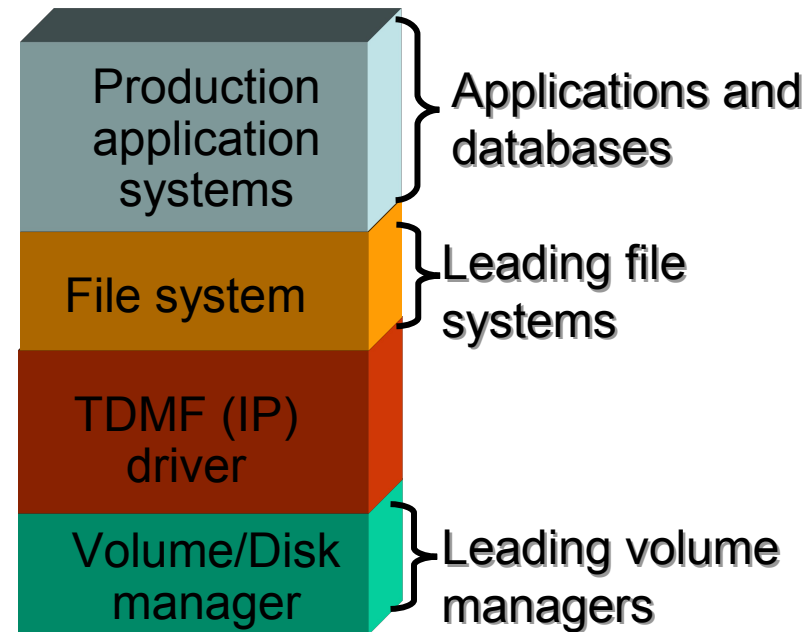 Production
application
systems
Applications and
databases
File system
Leading file
systems
TDMF (IP)
driver
Volume/Disk
manager
Leading volume
managers